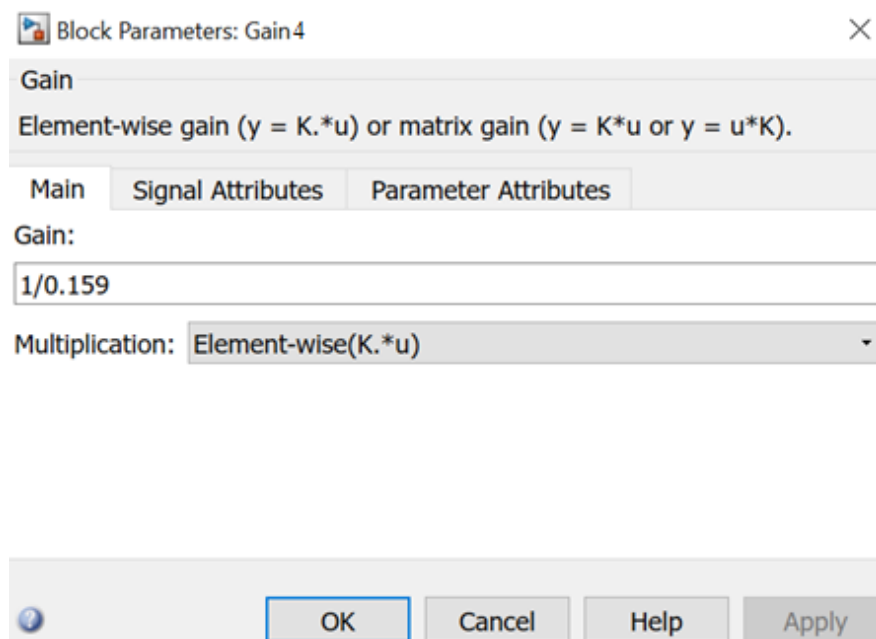 Block Parameters: Gain4
Gain
Element-wise gain (y = K.*u) or matrix gain (y = K*u or y = u*K).
Main Signal Attributes Parameter Attributes
Gain:
1/0.159
Multiplication: Element-wise(K.*u)
OK Cancel Help Apply